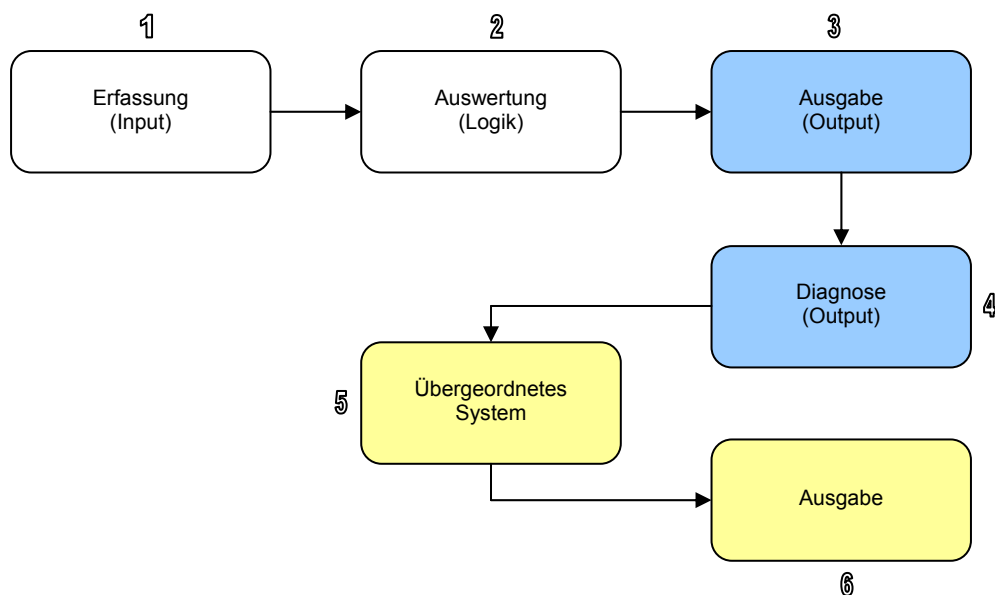 1
2
3
Erfassung
(Input)
Auswertung
(Logik)
Ausgabe
(Output)
Diagnose
(Output)
4
5
Übergeordnetes
System
Ausgabe
6